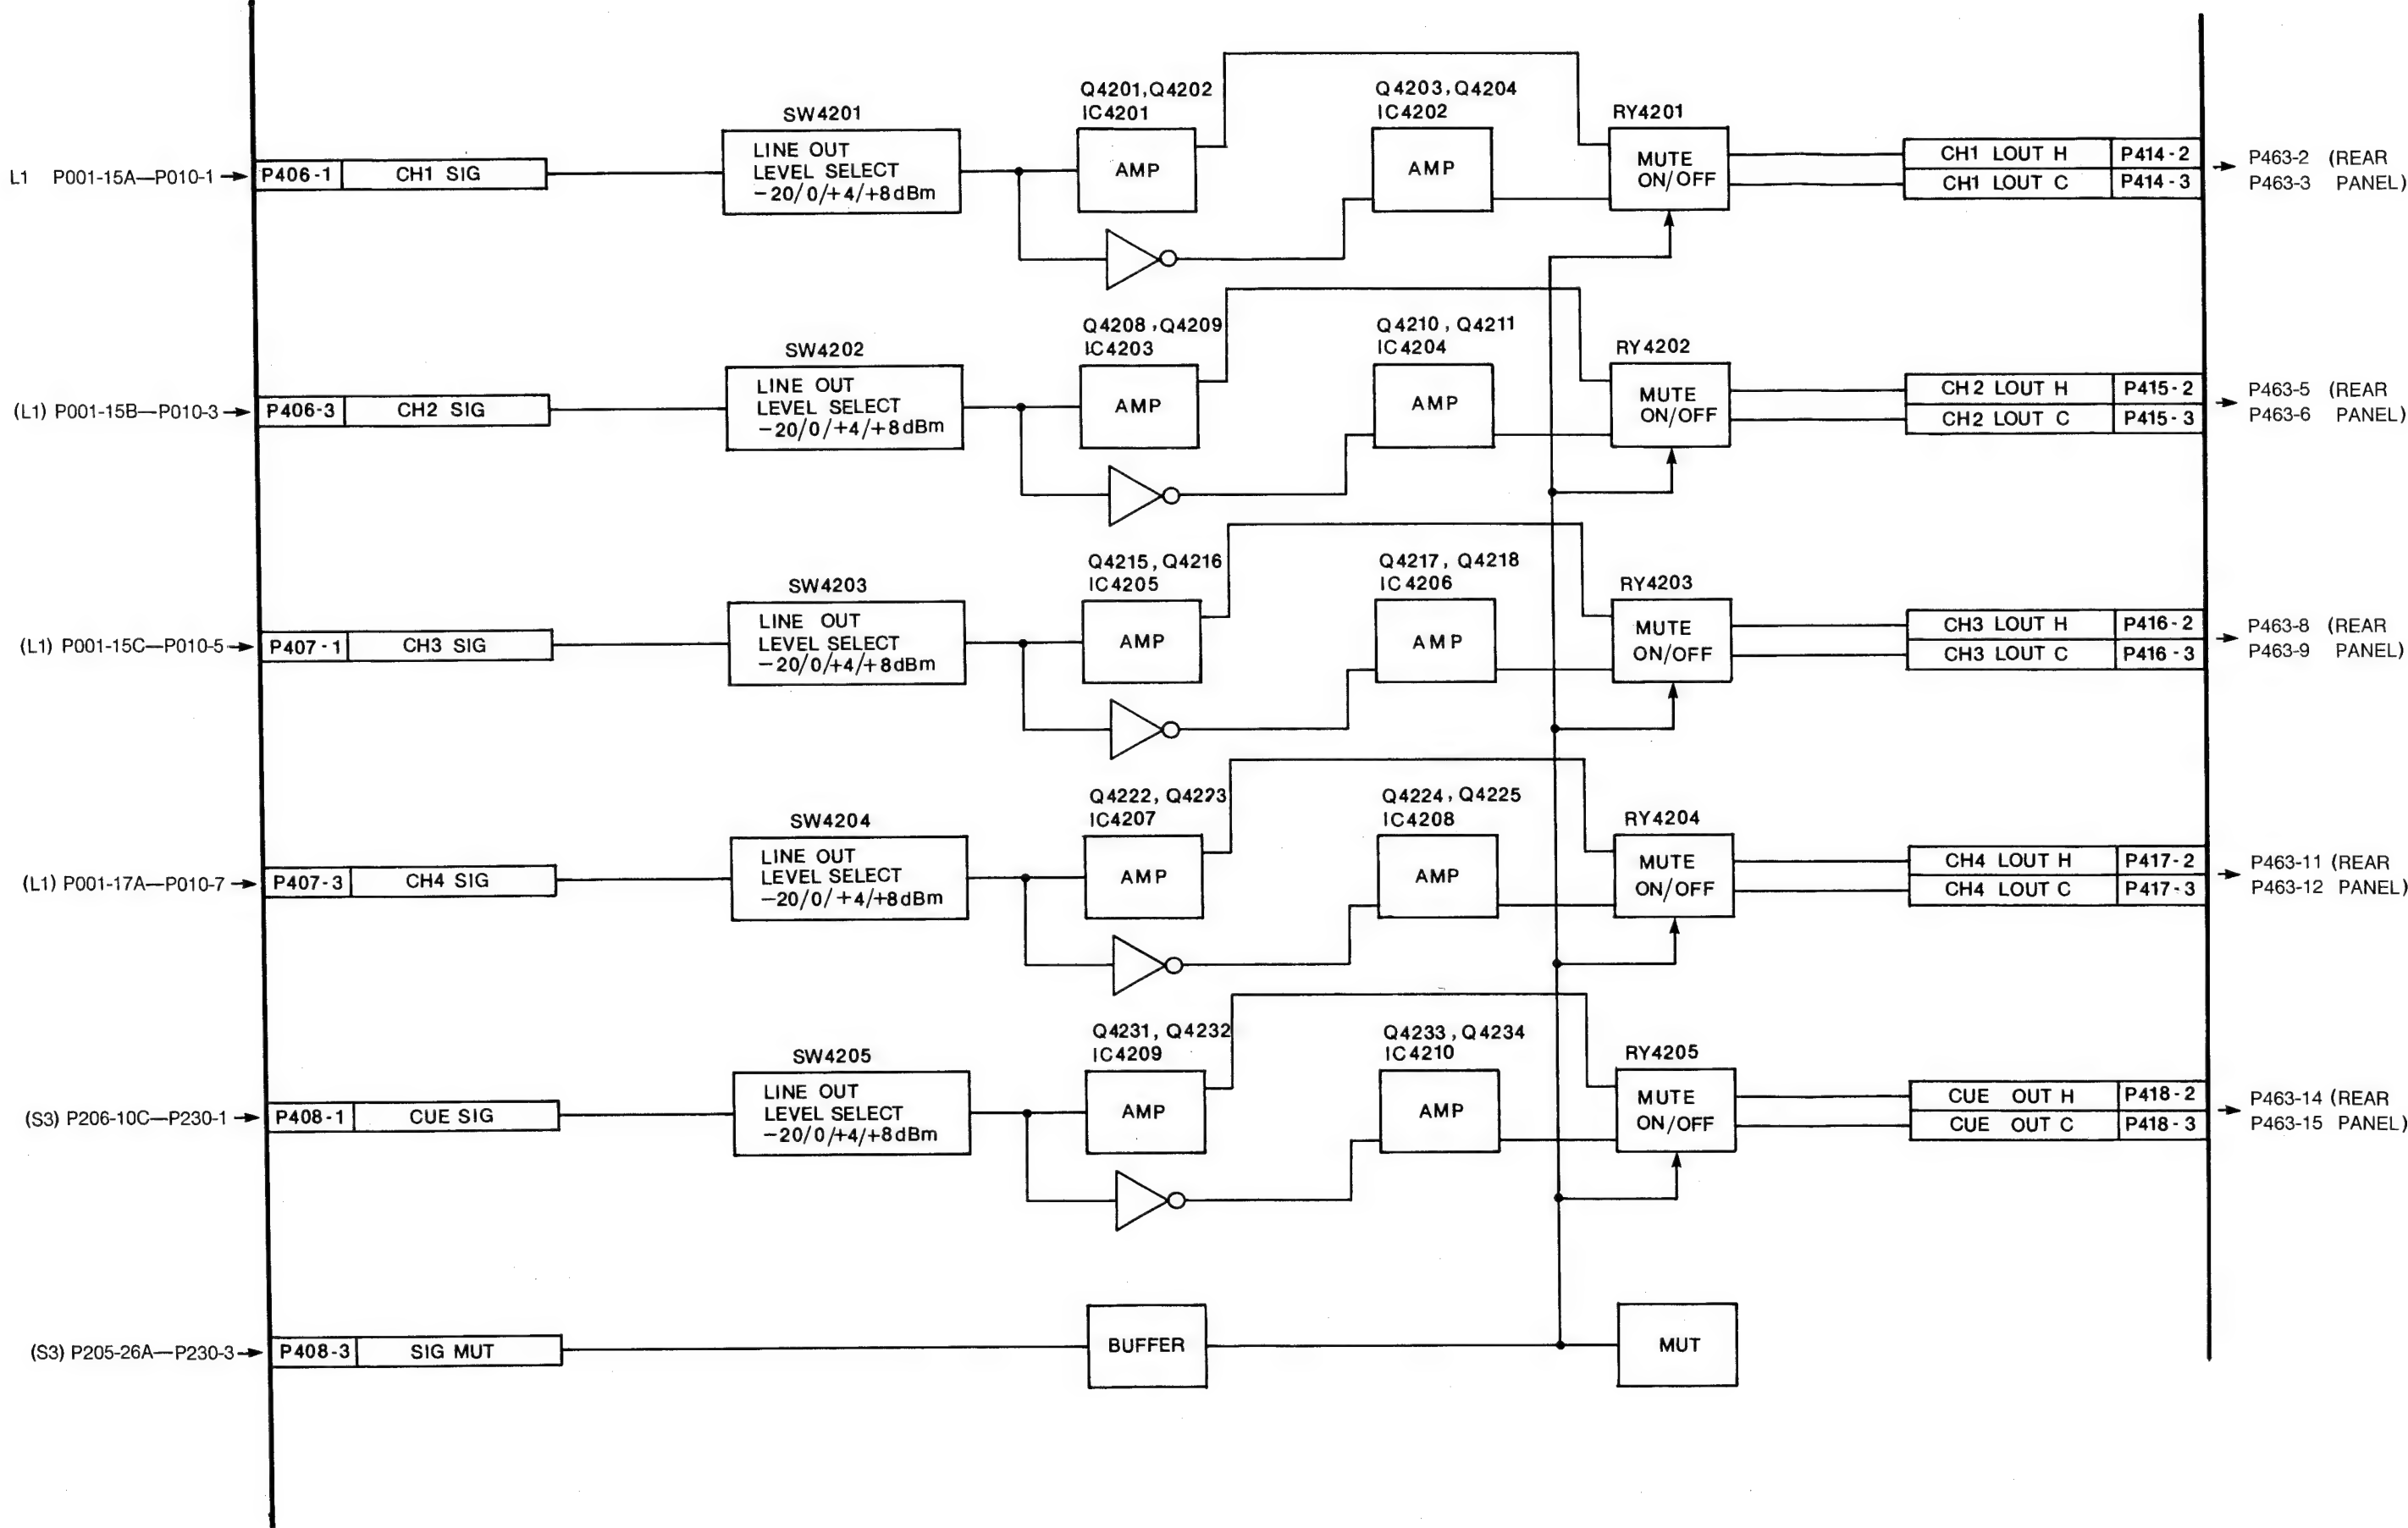 Q4201, Q4202
IC4201
Q4203, Q4204
IC4202
SW4201
RY4201
L1 P001-15A—P010-1
P406-1
CH1 SIG
LINE OUT
LEVEL SELECT
-20/0/+4/+8dBm
AMP
AMP
MUTE
ON/OFF
CH1 LOUT H
P414-2
CH1 LOUT C
P414-3
P463-2 (REAR
P463-3 PANEL)
Q4208, Q4209
IC4203
Q4210, Q4211
IC4204
SW4202
RY4202
(L1) P001-15B—P010-3
P406-3
CH2 SIG
LINE OUT
LEVEL SELECT
-20/0/+4/+8dBm
AMP
AMP
MUTE
ON/OFF
CH2 LOUT H
P415-2
CH2 LOUT C
P415-3
P463-5 (REAR
P463-6 PANEL)
Q4215, Q4216
IC4205
Q4217, Q4218
IC4206
SW4203
RY4203
(L1) P001-15C—P010-5
P407-1
CH3 SIG
LINE OUT
LEVEL SELECT
-20/0/+4/+8dBm
AMP
AMP
MUTE
ON/OFF
CH3 LOUT H
P416-2
CH3 LOUT C
P416-3
P463-8 (REAR
P463-9 PANEL)
Q4222, Q4223
IC4207
Q4224, Q4225
IC4208
SW4204
RY4204
(L1) P001-17A—P010-7
P407-3
CH4 SIG
LINE OUT
LEVEL SELECT
-20/0/+4/+8dBm
AMP
AMP
MUTE
ON/OFF
CH4 LOUT H
P417-2
CH4 LOUT C
P417-3
P463-11 (REAR
P463-12 PANEL)
Q4231, Q4232
IC4209
Q4233, Q4234
IC4210
SW4205
RY4205
(S3) P206-10C—P230-1
P408-1
CUE SIG
LINE OUT
LEVEL SELECT
-20/0/+4/+8dBm
AMP
AMP
MUTE
ON/OFF
CUE OUT H
P418-2
CUE OUT C
P418-3
P463-14 (REAR
P463-15 PANEL)
(S3) P205-26A—P230-3
P408-3
SIG MUT
BUFFER
MUT